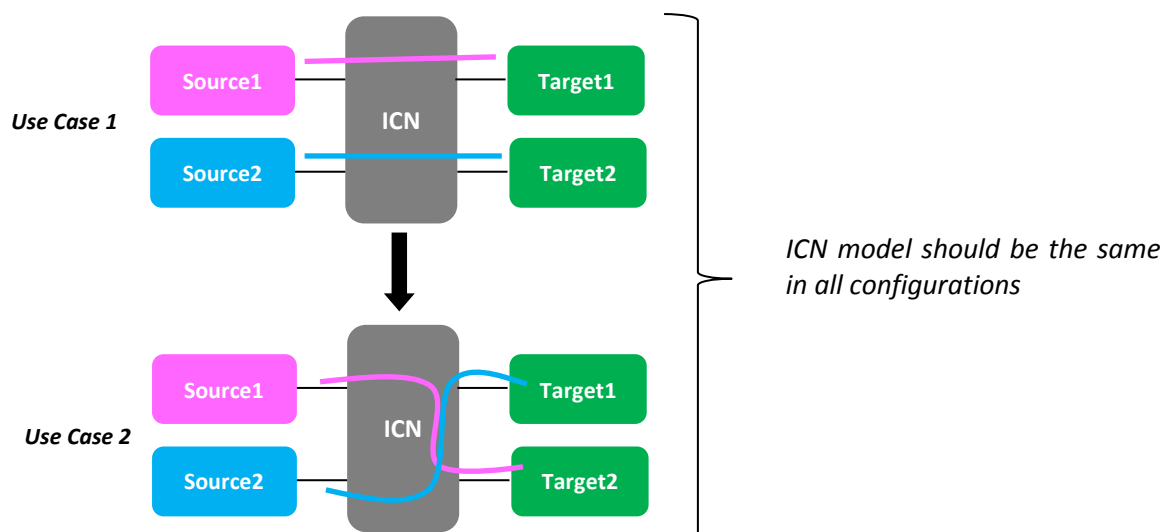 Source1
Target1
Use Case 1
ICN
Source2
Target2
ICN model should be the same
in all configurations
Source1
Target1
Use Case 2
ICN
Source2
Target2